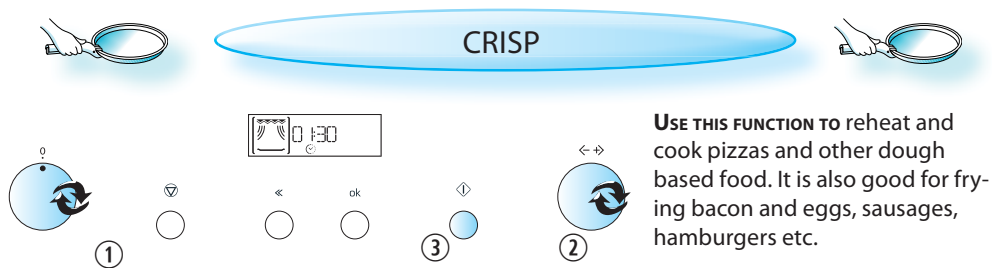 CRISP
01:30
0
ok
1
3
2
USE THIS FUNCTION TO reheat and
cook pizzas and other dough
based food. It is also good for fry-
ing bacon and eggs, sausages,
hamburgers etc.